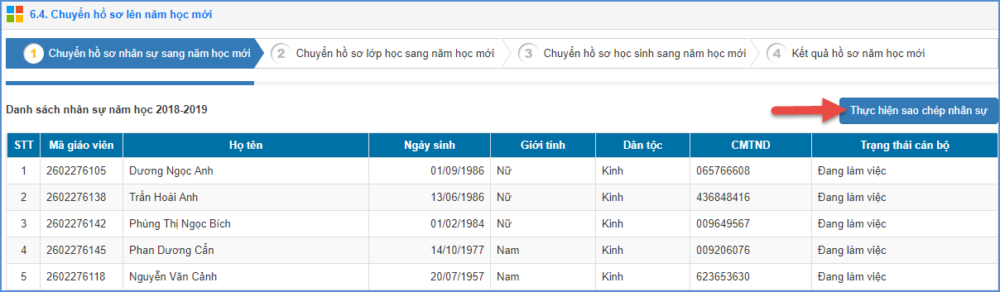 6.4. Chuyển hồ sơ lên năm học mới
1 Chuyển hồ sơ nhân sự sang năm học mới 2 Chuyển hồ sơ lớp học sang năm học mới 3 Chuyển hồ sơ học sinh sang năm học mới 4 Kết quả hồ sơ năm học mới
Danh sách nhân sự năm học 2018-2019 Thực hiện sao chép nhân sự
STT Mã giáo viên Họ tên Ngày sinh Giới tính Dân tộc CMTND Trạng thái cán bộ
1 2602276105 Dương Ngọc Anh 01/09/1986 Nữ Kinh 065766608 Đang làm việc
2 2602276138 Trần Hoài Anh 13/06/1986 Nữ Kinh 436848416 Đang làm việc
3 2602276142 Phùng Thị Ngọc Bích 01/02/1984 Nữ Kinh 009649567 Đang làm việc
4 2602276145 Phan Dương Cẩn 14/10/1977 Nam Kinh 009206076 Đang làm việc
5 2602276118 Nguyễn Văn Cảnh 20/07/1957 Nam Kinh 623653630 Đang làm việc